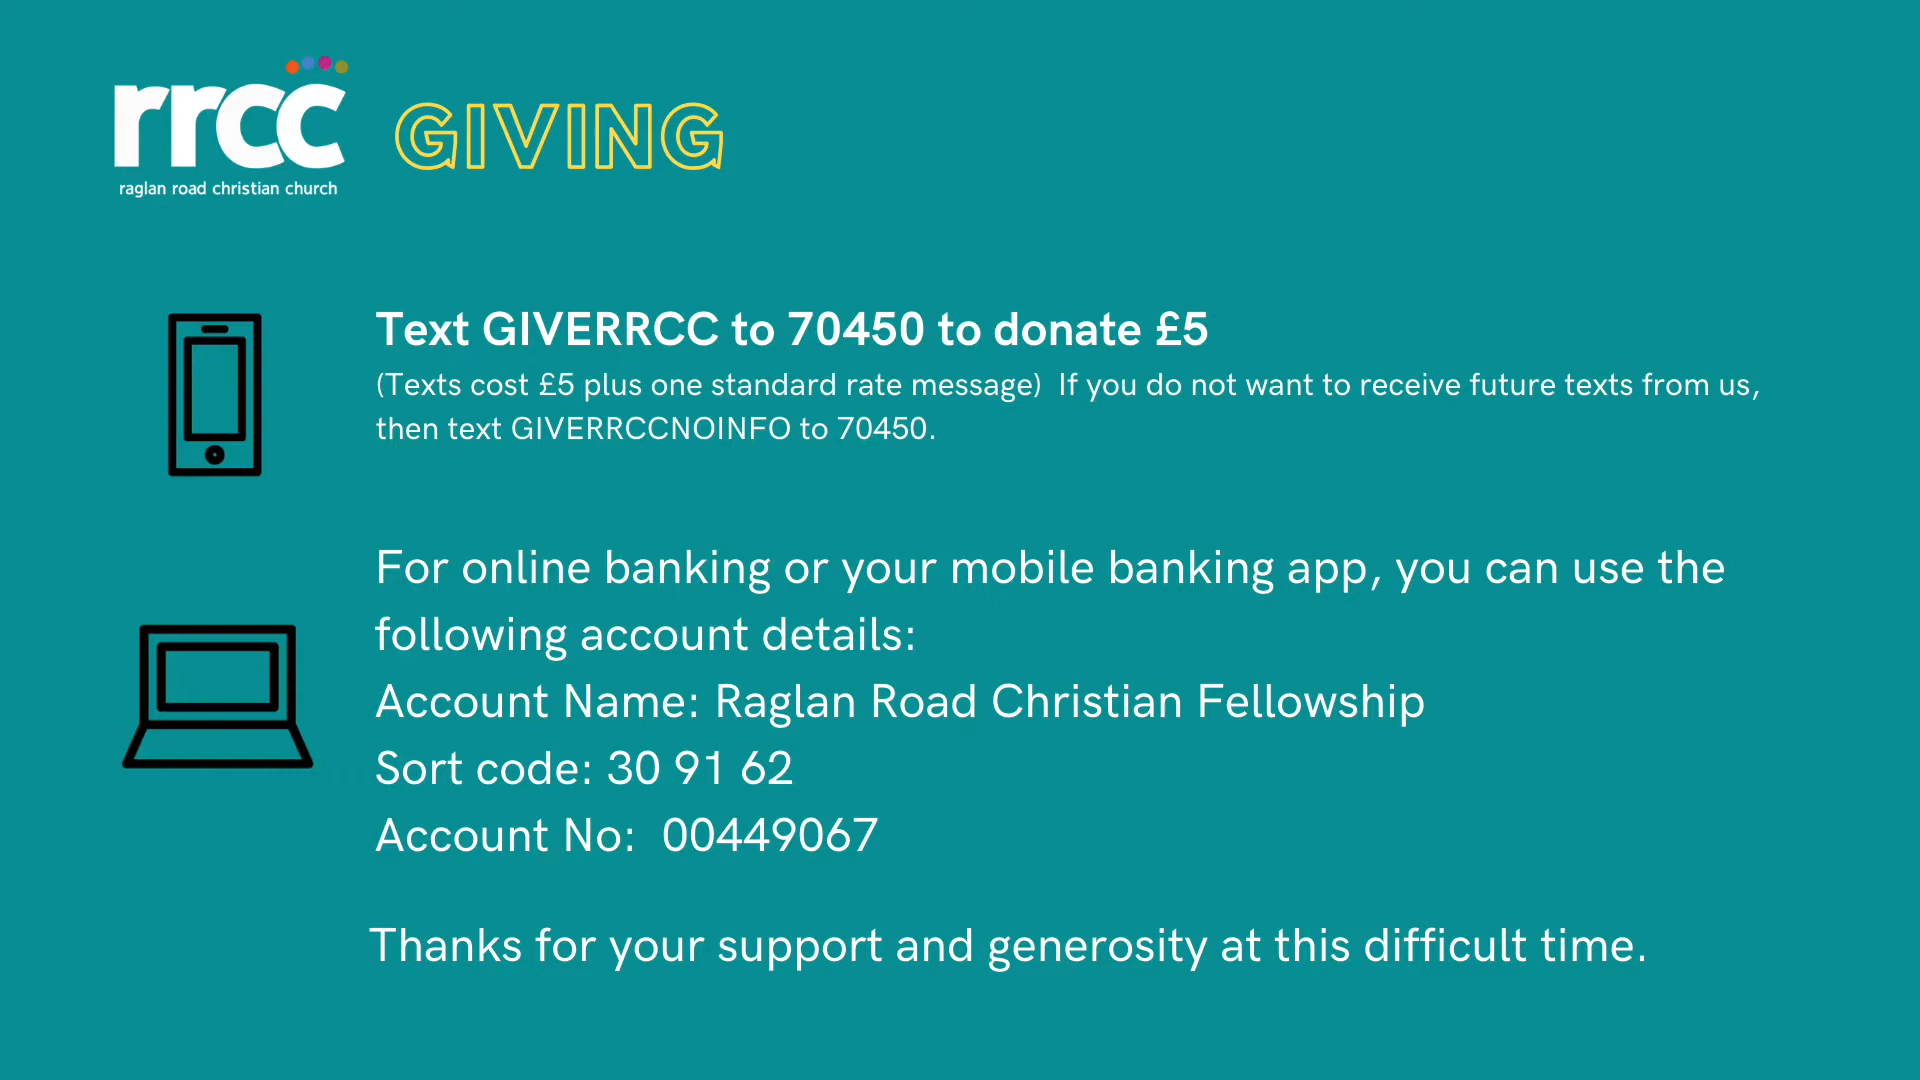 rrcc
raglan road christian church
GIVING
Text GIVERRCC to 70450 to donate £5
(Texts cost £5 plus one standard rate message)  If you do not want to receive future texts from us,
then text GIVERRCCNOINFO to 70450.
For online banking or your mobile banking app, you can use the
following account details:
Account Name: Raglan Road Christian Fellowship
Sort code: 30 91 62
Account No:  00449067
Thanks for your support and generosity at this difficult time.